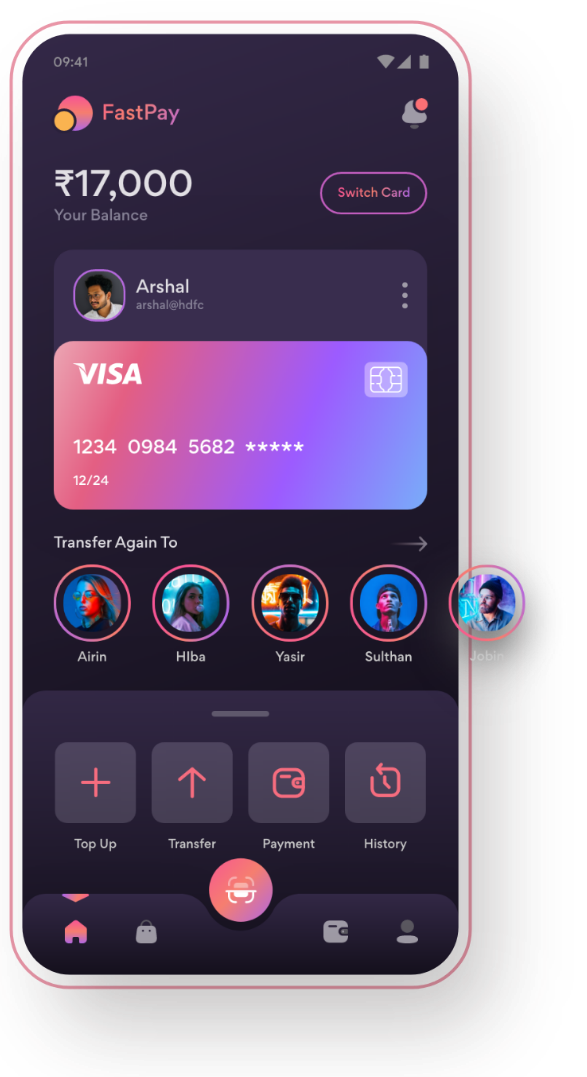 09:41
FastPay
₹17,000
Your Balance
Switch Card
Arshal
arshal@hdfc
VISA
1234 0984 5682 *****
12/24
Transfer Again To
Airin
HIba
Yasir
Sulthan
Jobin
Top Up
Transfer
Payment
History